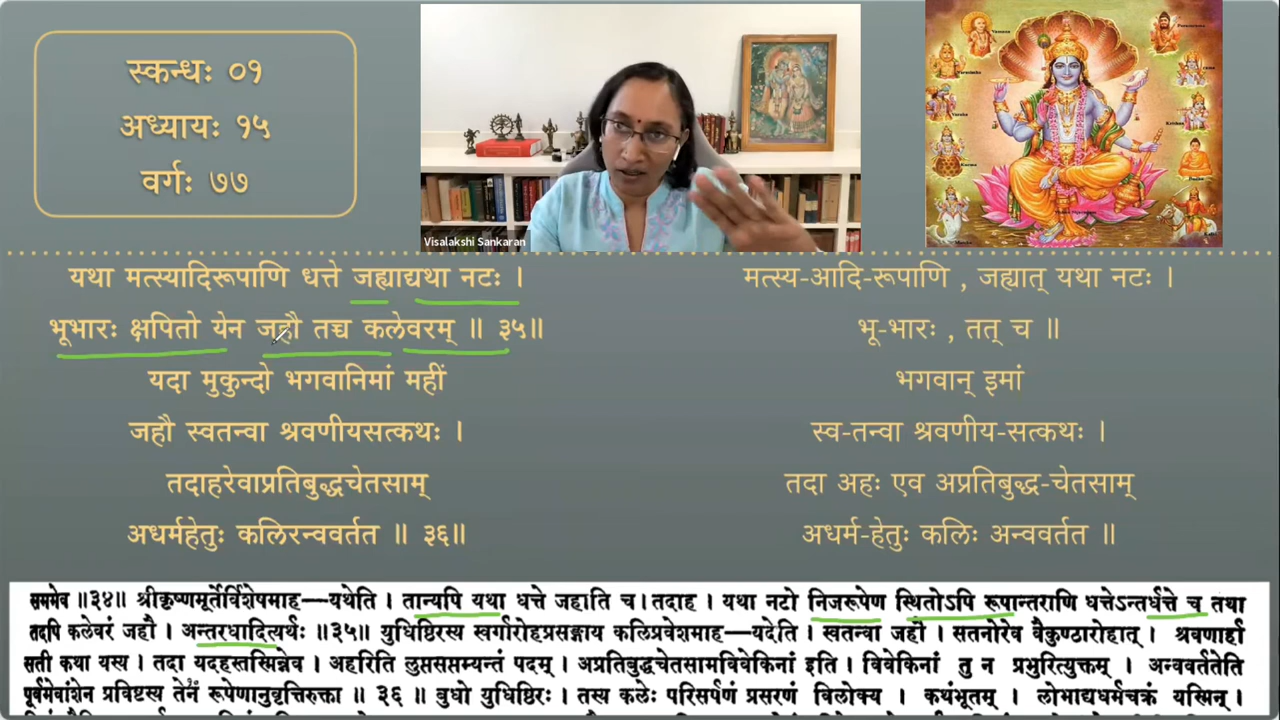 स्कन्धः ०१
अध्यायः १५
वर्गः ७७
Visalakshi Sankaran
यथा मत्स्यादिरूपाणि धत्ते जह्याद्यथा नटः ।
भूभारः क्षपितो येन जहौ तच्च कलेवरम् ॥ ३५॥
यदा मुकुन्दो भगवानिमां महीं
जहौ स्वतन्वा श्रवणीयसत्कथः ।
तदाहरेवाप्रतिबुद्धचेतसाम्
अधर्महेतुः कलिरन्ववर्तत ॥ ३६॥
मत्स्य-आदि-रूपाणि , जह्यात् यथा नटः ।
भू-भारः , तत् च ॥
भगवान् इमां
स्व-तन्वा श्रवणीय-सत्कथः ।
तदा अहः एव अप्रतिबुद्ध-चेतसाम्
अधर्म-हेतुः कलिः अन्ववर्तत ॥
सममेव ॥३४॥ श्रीकृष्णमूर्तेर्विशेषमाह—यथेति । तान्यपि यथा धत्ते जहाति च । तदाह । यथा नटो निजरूपेण स्थितोऽपि रूपान्तराणि धत्तेऽन्तर्धत्ते च तथा
तदपि कलेवरं जहौ । अन्तरधादित्यर्थः ॥३५॥ युधिष्ठिरस्य स्वर्गारोहप्रसङ्गाय कलिप्रवेशमाह—यदेति । स्वतन्वा जहौ । सतनोरेव वैकुण्ठारोहात् । श्रवणार्हा
सती कथा यस्य । तदा यदहस्तस्मिन्नेव । अहरिति लुप्तसप्तम्यन्तं पदम् । अप्रतिबुद्धचेतसामविवेकिनां इति । विवेकिनां तु न प्रभुरित्युक्तम् । अन्ववर्ततेति
पूर्वमेवांशेन प्रविष्टस्य तेनैव रूपेणानुवृत्तिरुक्ता ॥ ३६ ॥ बुधो युधिष्ठिरः । तस्य कलेः परिसर्पणं प्रसरणं विलोक्य । कथंभूतम् । लोभाद्यधर्मचक्रं यस्मिन् ।